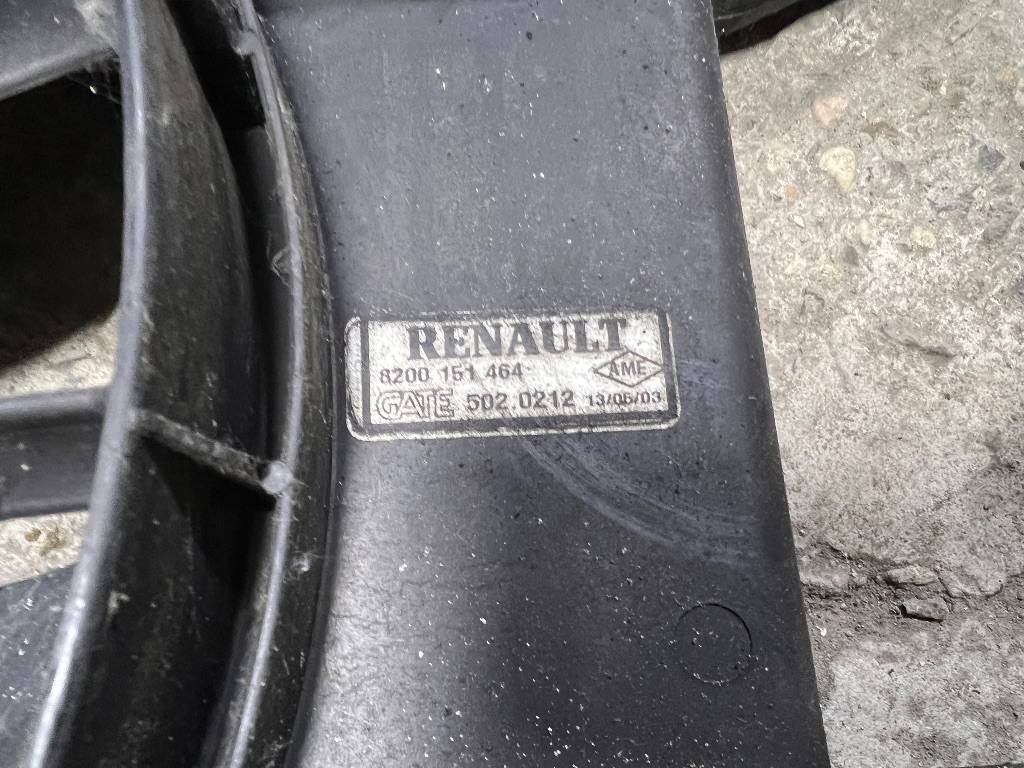 RENAULT
8200 151 464 AME
GATE 502.0212 13/06/03